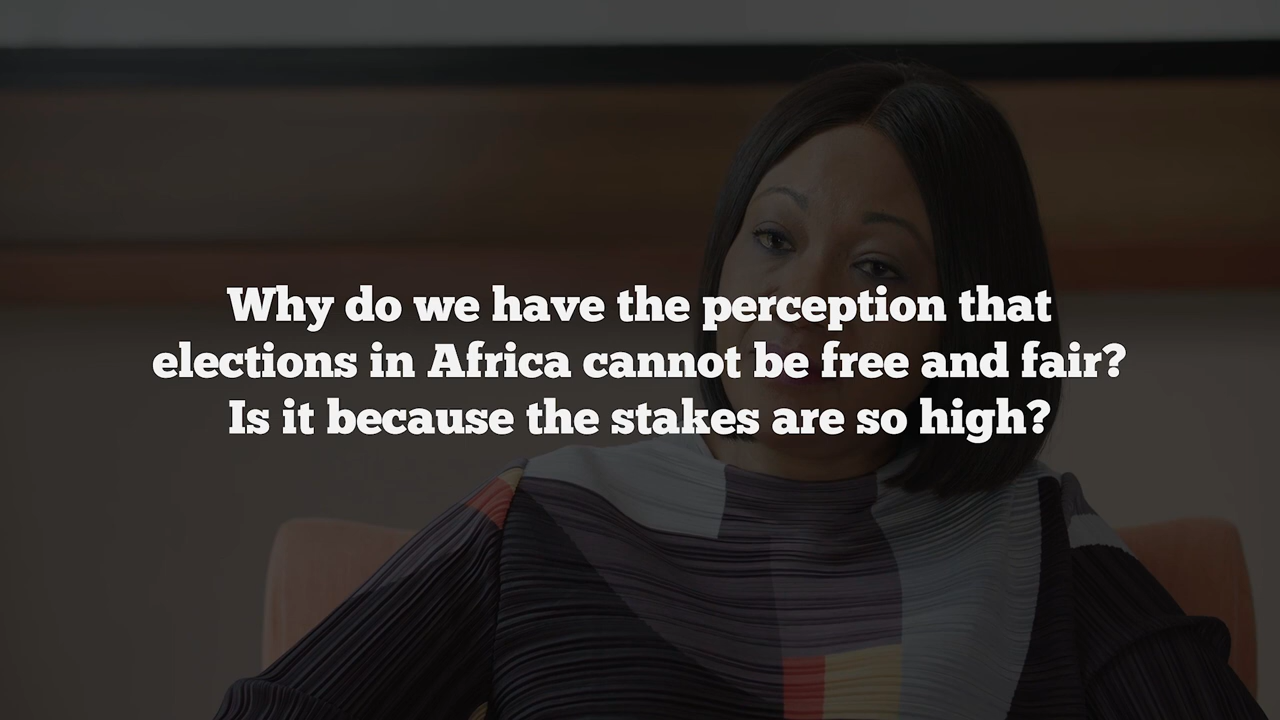 Why do we have the perception that
elections in Africa cannot be free and fair?
Is it because the stakes are so high?